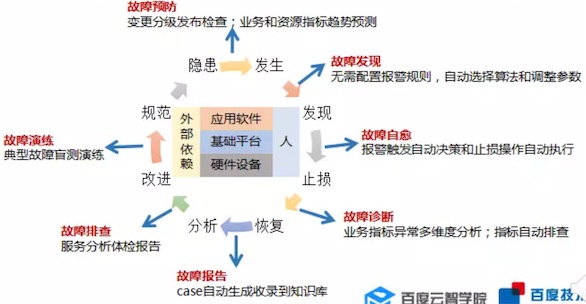 故障预防
变更分级发布检查；业务和资源指标趋势预测
隐患
发生
故障发现
无需配置报警规则，自动选择算法和调整参数
规范
外部依赖
应用软件
基础平台
硬件设备
人
发现
故障演练
典型故障盲测演练
故障自愈
报警触发自动决策和止损操作自动执行
改进
止损
故障诊断
业务指标异常多维度分析；指标自动排查
故障排查
服务分析体检报告
分析
恢复
故障报告
case自动生成收录到知识库
百度云智学院
百度技